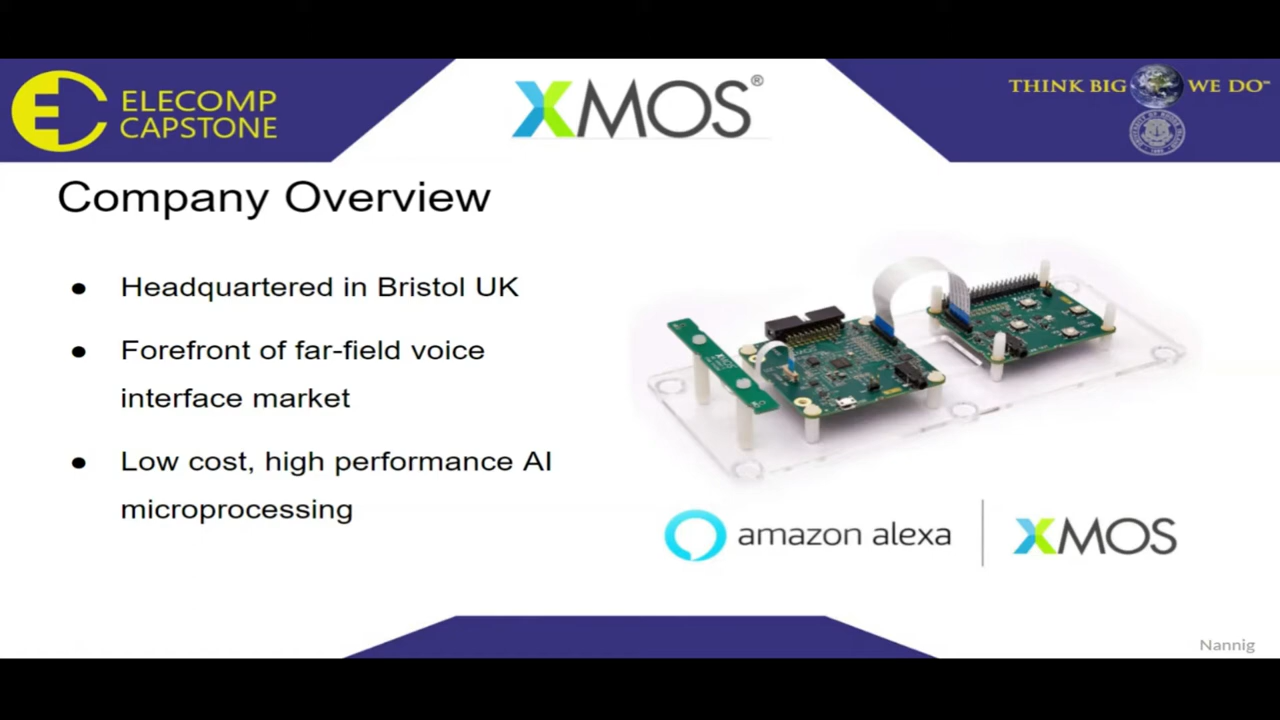 ELECOMP
CAPSTONE
XMOS®
THINK BIG WE DO™
Company Overview
● Headquartered in Bristol UK
● Forefront of far-field voice
interface market
● Low cost, high performance AI
microprocessing
amazon alexa
XMOS
Nannig